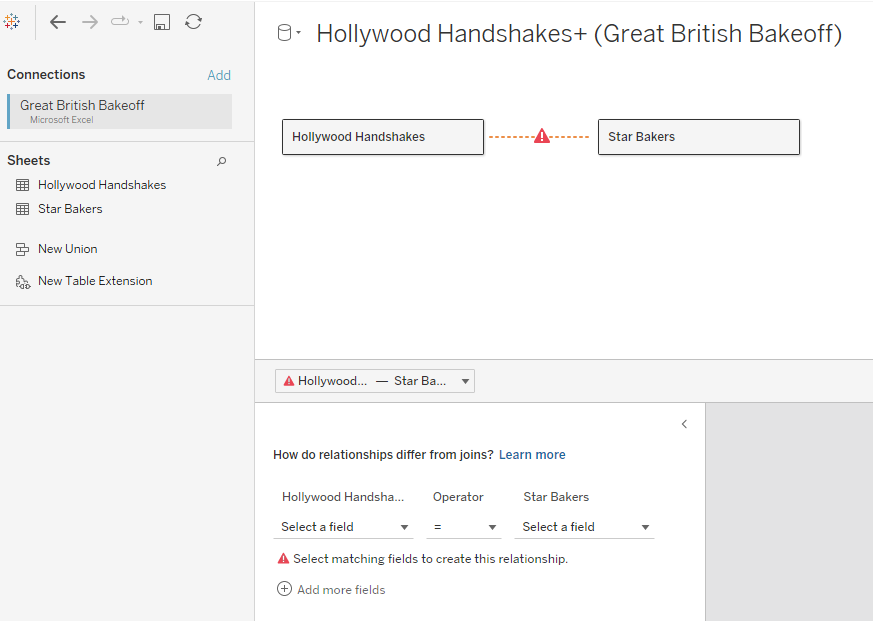 Connections
Add
Great British Bakeoff
Microsoft Excel
Sheets
Hollywood Handshakes
Star Bakers
New Union
New Table Extension
Hollywood Handshakes+ (Great British Bakeoff)
Hollywood Handshakes
Star Bakers
Hollywood... — Star Ba...
How do relationships differ from joins? Learn more
Hollywood Handsha... Operator Star Bakers
Select a field = Select a field
Select matching fields to create this relationship.
Add more fields